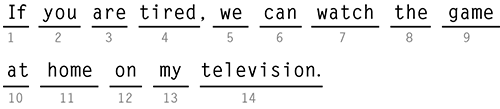 If you are tired, we can watch the game
1 2 3 4 5 6 7 8 9
at home on my television.
10 11 12 13 14